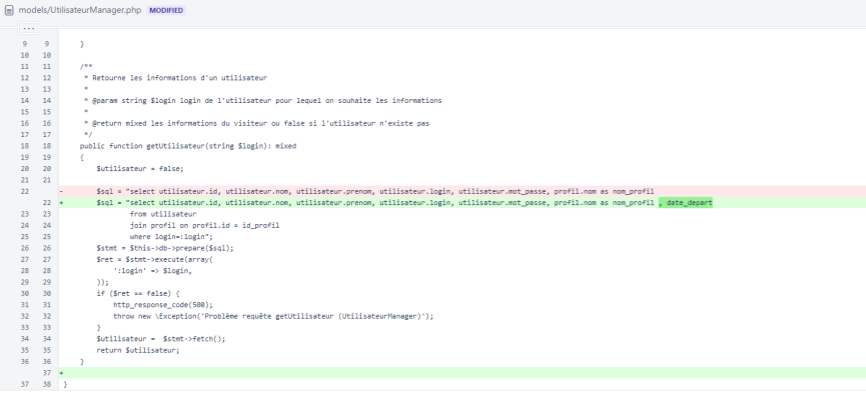 models/UtilisateurManager.php MODIFIED
...
9 9 }
10 10
11 11 /**
12 12 * Retourne les informations d'un utilisateur
13 13 *
14 14 * @param string $login login de l'utilisateur pour lequel on souhaite les informations
15 15 *
16 16 * @return mixed les informations du visiteur ou false si l'utilisateur n'existe pas
17 17 */
18 18 public function getUtilisateur(string $login): mixed
19 19 {
20 20 $utilisateur = false;
21 21
22 - $sql = "select utilisateur.id, utilisateur.nom, utilisateur.prenom, utilisateur.login, utilisateur.mot_passe, profil.nom as nom_profil
22 + $sql = "select utilisateur.id, utilisateur.nom, utilisateur.prenom, utilisateur.login, utilisateur.mot_passe, profil.nom as nom_profil , date_depart
23 23 from utilisateur
24 24 join profil on profil.id = id_profil
25 25 where login=:login";
26 26 $stmt = $this->db->prepare($sql);
27 27 $ret = $stmt->execute(array(
28 28 ':login' => $login,
29 29 ));
30 30 if ($ret == false) {
31 31 http_response_code(500);
32 32 throw new \Exception('Problème requête getUtilisateur (UtilisateurManager)');
33 33 }
34 34 $utilisateur = $stmt->fetch();
35 35 return $utilisateur;
36 36 }
37 +
37 38 }